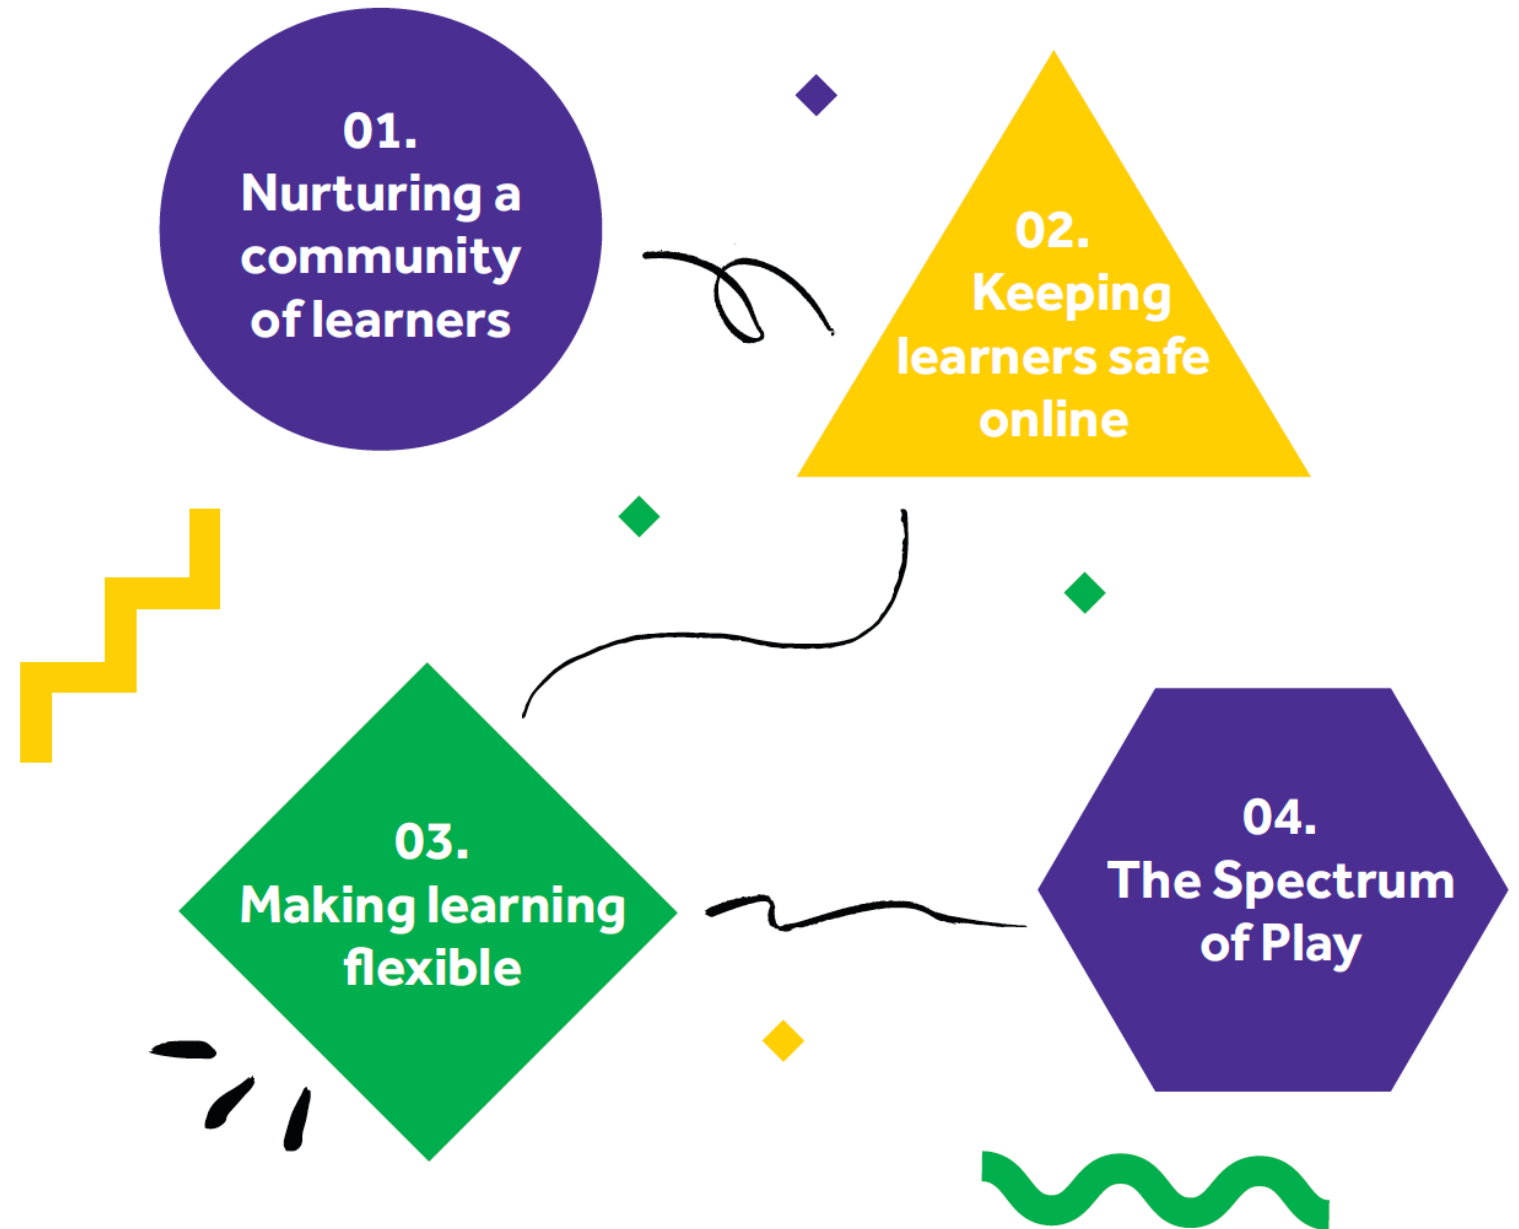 01.
Nurturing a
community
of learners
02.
Keeping
learners safe
online
03.
Making learning
flexible
04.
The Spectrum
of Play